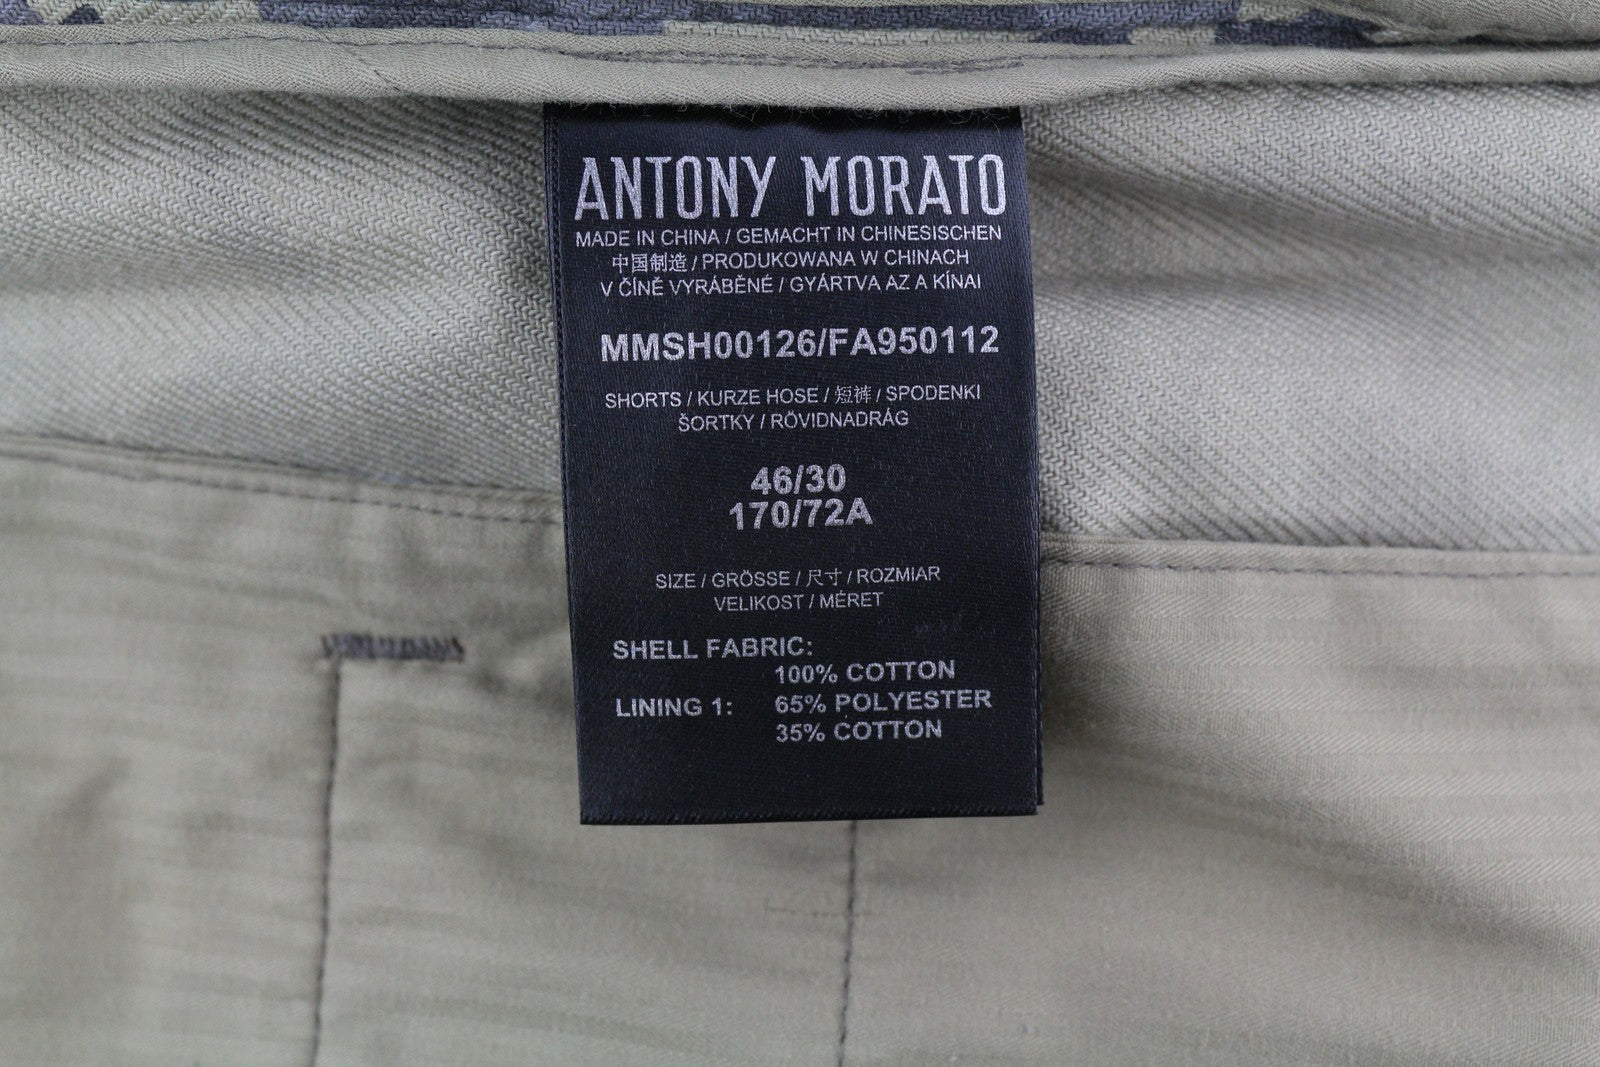 ANTONY MORATO
MADE IN CHINA / GEMACHT IN CHINESISCHEN
中国制造 / PRODUKOWANA W CHINACH
V ČÍNĚ VYRÁBĚNÉ / GYÁRTVA AZ A KÍNAI
MMSH00126/FA950112
SHORTS / KURZE HOSE / 短裤 / SPODENKI
ŠORTKY / RÖVIDNADRÁG
46/30
170/72A
SIZE / GRÖSSE / 尺寸 / ROZMIAR
VELIKOST / MÉRET
SHELL FABRIC:
100% COTTON
LINING 1: 65% POLYESTER
35% COTTON